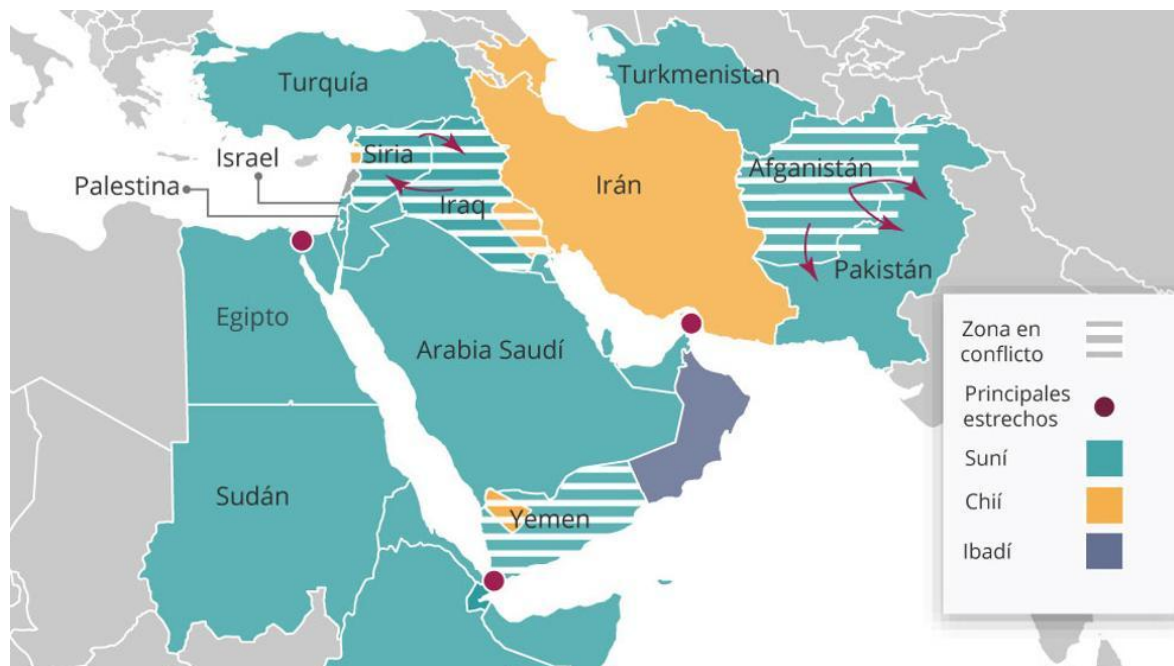 Turquía
Turkmenistan
Israel
Siria
Palestina
Irán
Afganistán
Iraq
Pakistán
Egipto
Arabia Saudí
Sudán
Yemen
Zona en
conflicto
Principales
estrechos
Suní
Chií
Ibadí